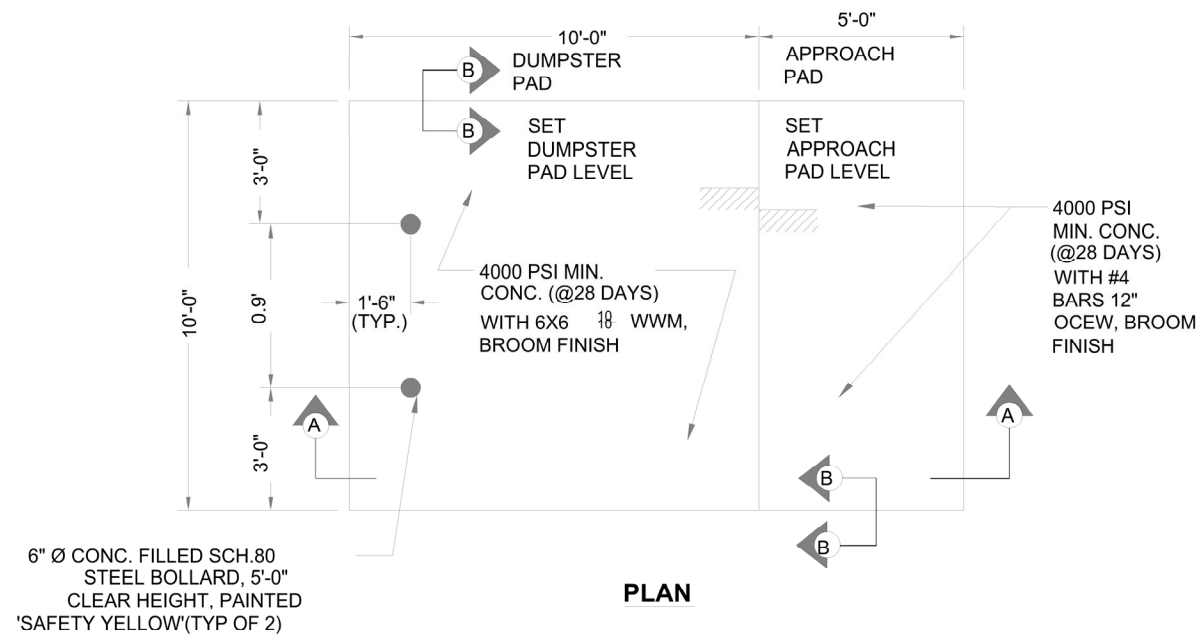 5'-0"
10'-0"
DUMPSTER
PAD
APPROACH
PAD
B
B
SET
DUMPSTER
PAD LEVEL
SET
APPROACH
PAD LEVEL
3'-0"
10'-0"
0.9'
3'-0"
1'-6"
(TYP.)
4000 PSI MIN.
CONC. (@28 DAYS)
WITH 6X6 WWM,
BROOM FINISH
4000 PSI
MIN. CONC.
(@28 DAYS)
WITH #4
BARS 12"
OCEW, BROOM
FINISH
A
A
B
B
6" Ø CONC. FILLED SCH.80
STEEL BOLLARD, 5'-0"
CLEAR HEIGHT, PAINTED
'SAFETY YELLOW'(TYP OF 2)
PLAN